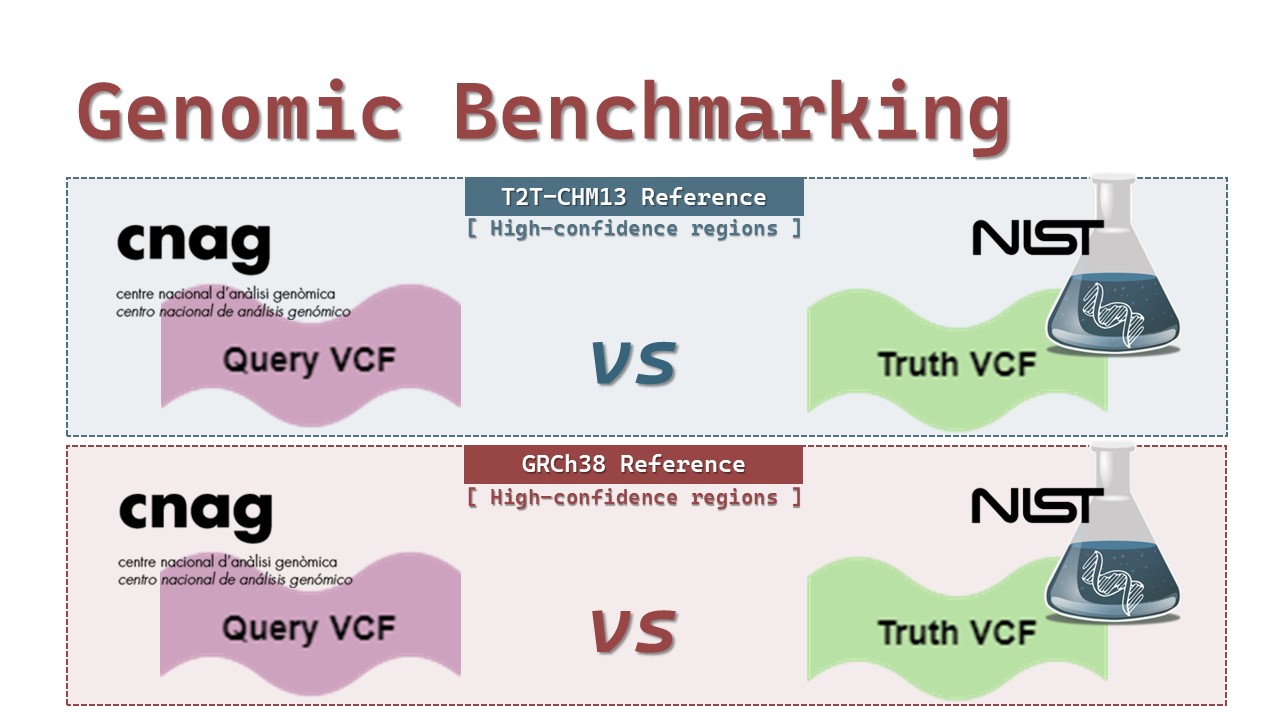 Genomic Benchmarking
T2T-CHM13 Reference
[ High-confidence regions ]
cnag
centre nacional d'anàlisi genòmica
centro nacional de análisis genómico
Query VCF
vs
NIST
Truth VCF
GRCh38 Reference
[ High-confidence regions ]
cnag
centre nacional d'anàlisi genòmica
centro nacional de análisis genómico
Query VCF
vs
NIST
Truth VCF